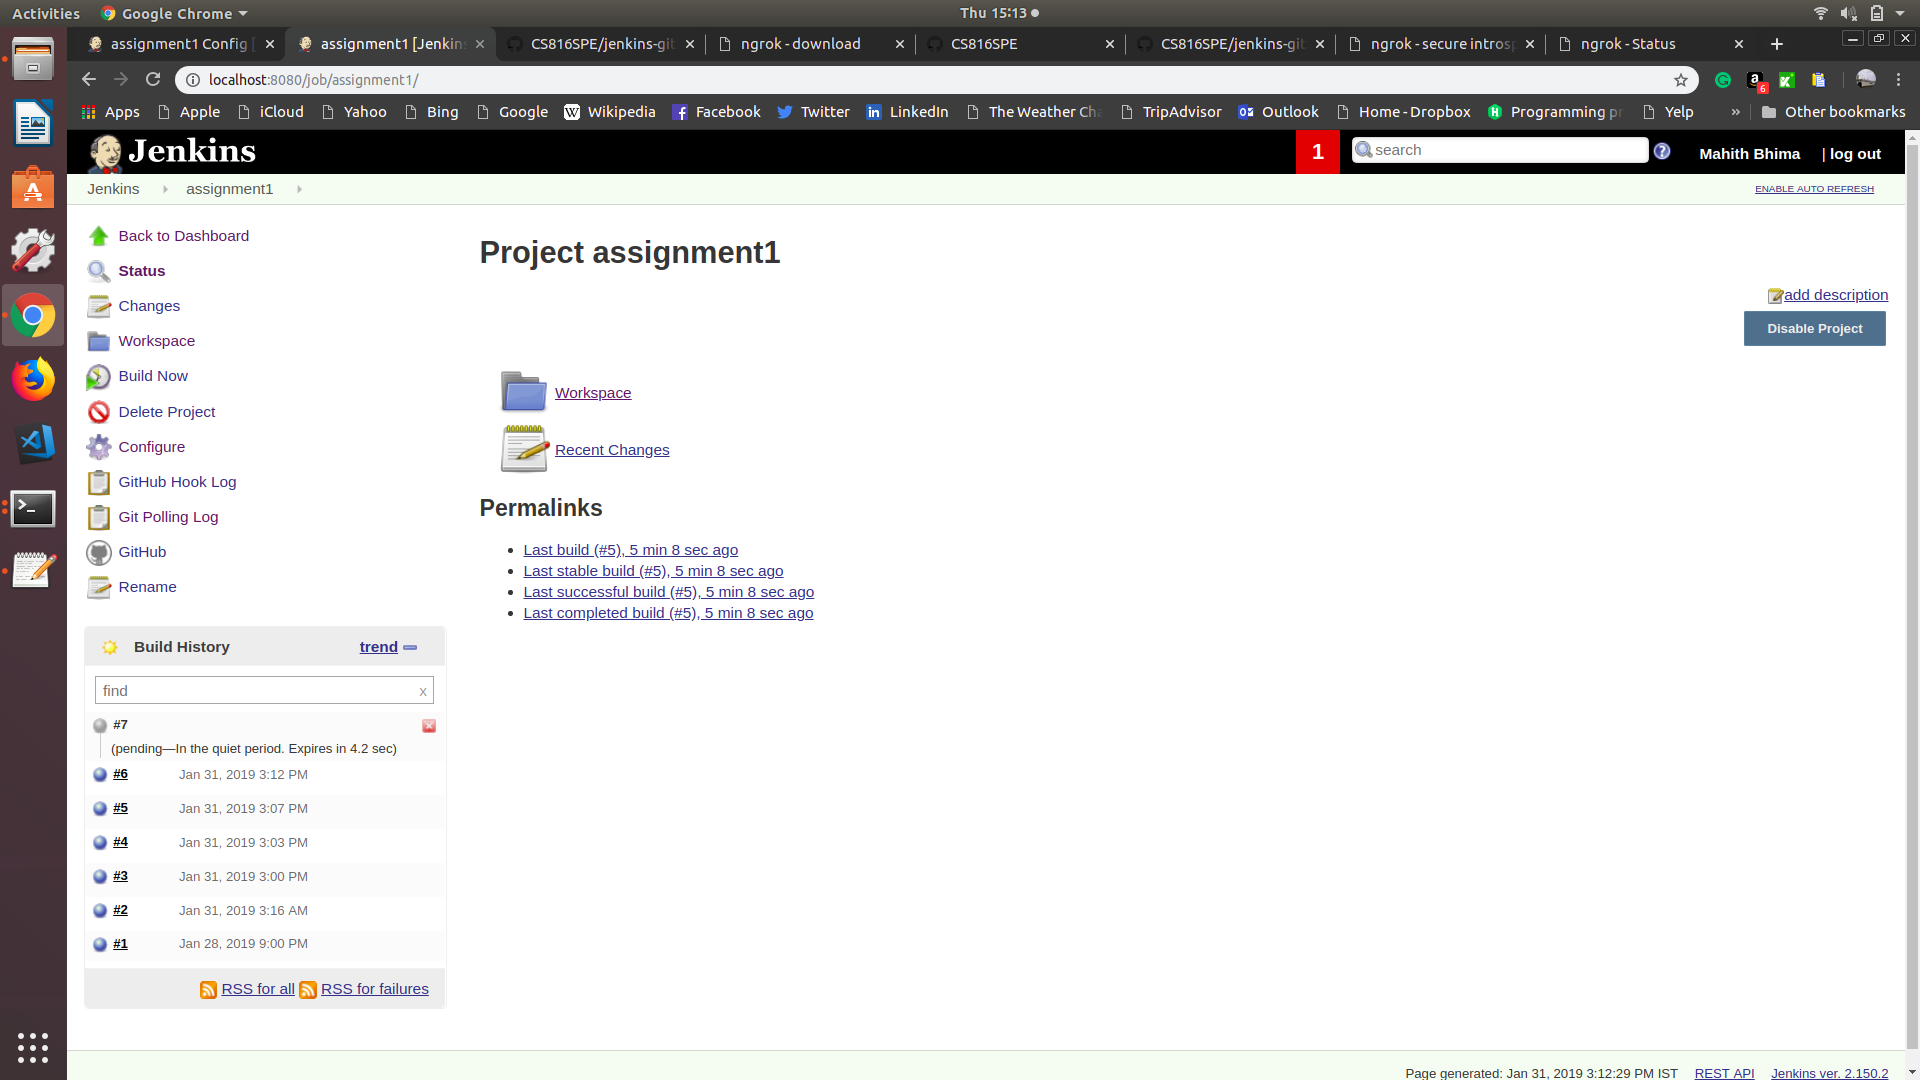 Activities
Google Chrome
Thu 15:13
assignment1 Config [
assignment1 [Jenkins
CS816SPE/jenkins-git
ngrok - download
CS816SPE
CS816SPE/jenkins-git
ngrok - secure introsp
ngrok - Status
localhost:8080/job/assignment1/
a
6
Apps
Apple
iCloud
Yahoo
Bing
Google
Wikipedia
Facebook
Twitter
LinkedIn
The Weather Cha
TripAdvisor
Outlook
Home - Dropbox
Programming pr
Yelp
»
Other bookmarks
Jenkins
1
search
Mahith Bhima
| log out
Jenkins
assignment1
ENABLE AUTO REFRESH
Back to Dashboard
Status
Changes
Workspace
Build Now
Delete Project
Configure
GitHub Hook Log
Git Polling Log
GitHub
Rename
Build History
trend
find
x
#7
(pending—In the quiet period. Expires in 4.2 sec)
#6 Jan 31, 2019 3:12 PM
#5 Jan 31, 2019 3:07 PM
#4 Jan 31, 2019 3:03 PM
#3 Jan 31, 2019 3:00 PM
#2 Jan 31, 2019 3:16 AM
#1 Jan 28, 2019 9:00 PM
RSS for all
RSS for failures
Project assignment1
add description
Disable Project
Workspace
Recent Changes
Permalinks
Last build (#5), 5 min 8 sec ago
Last stable build (#5), 5 min 8 sec ago
Last successful build (#5), 5 min 8 sec ago
Last completed build (#5), 5 min 8 sec ago
Page generated: Jan 31, 2019 3:12:29 PM IST
REST API
Jenkins ver. 2.150.2